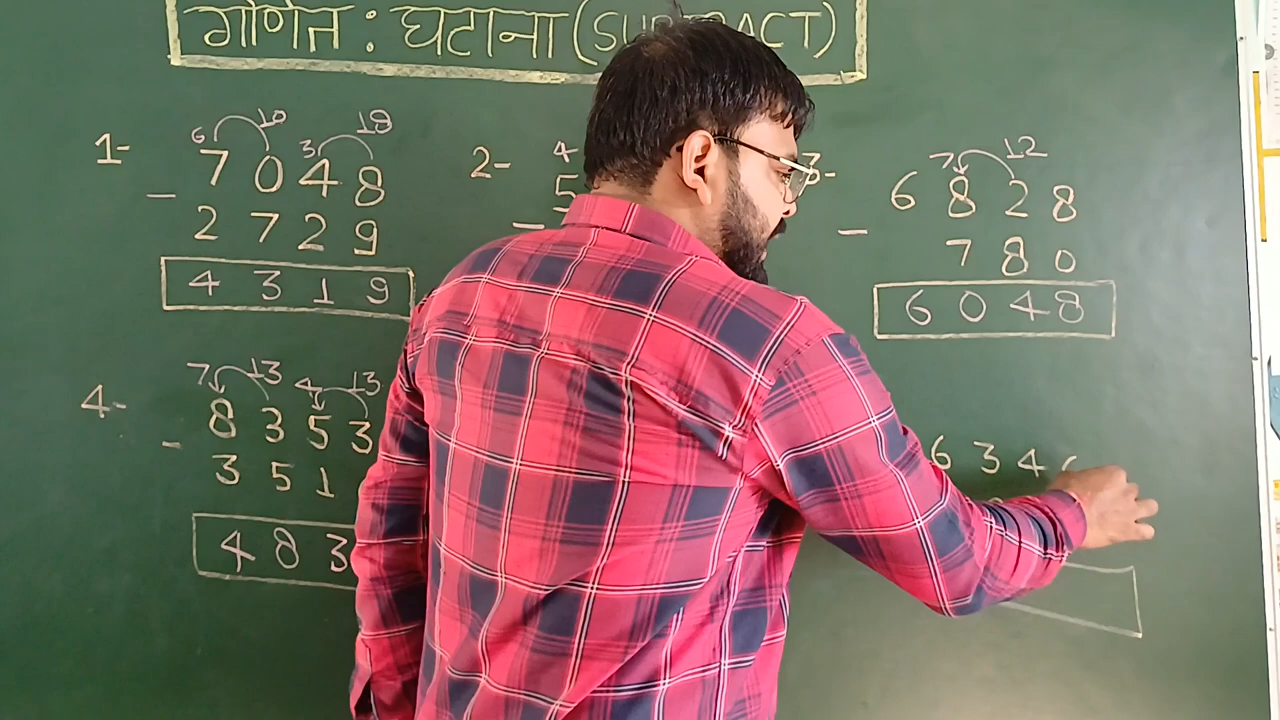 गणित : घटाना (SUBTRACT)
1-
6 10 3 18
7 0 4 8
- 2 7 2 9
4 3 1 9
2-
4
5
-
3-
7 12
6 8 2 8
- 7 8 0
6 0 4 8
4-
7 13 4 13
8 3 5 3
- 3 5 1
4 8 3
6 3 4